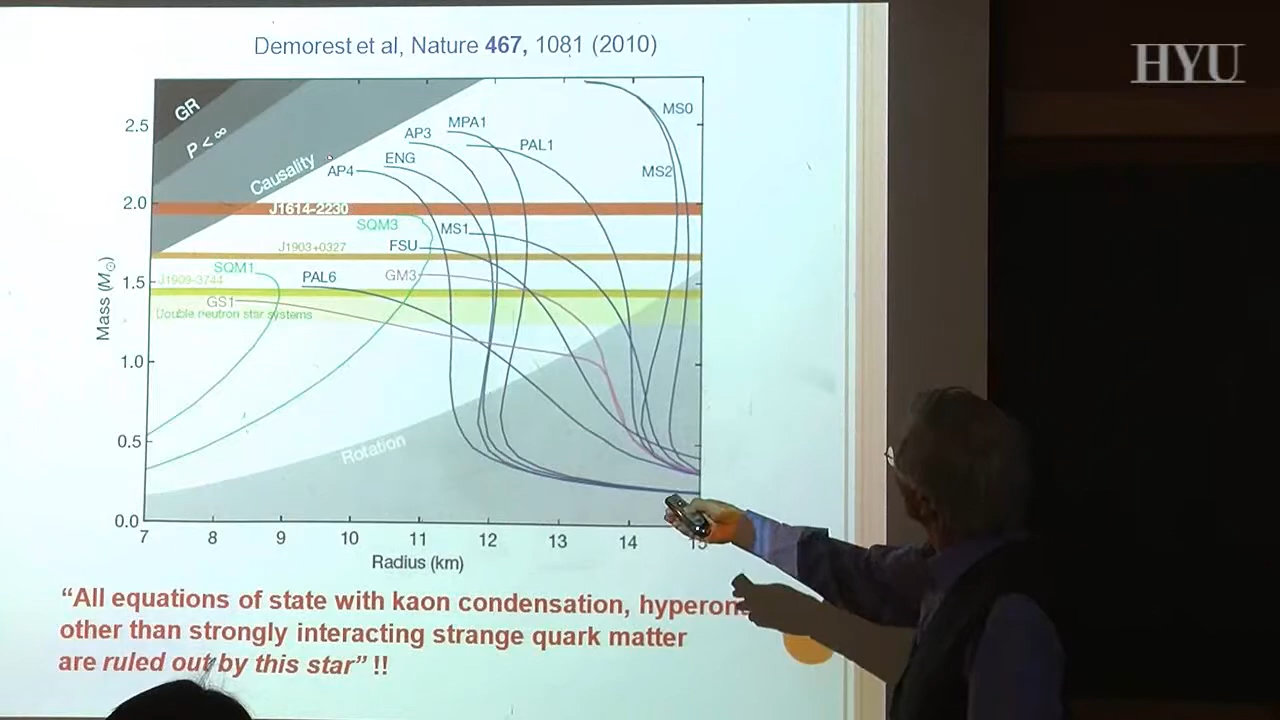 HYU
Demorest et al, Nature 467, 1081 (2010)
GR
P < ∞
Causality
MS0
MPA1
AP3
PAL1
ENG
AP4
MS2
J1614-2230
SQM3
MS1
J1903+0327
FSU
SQM1
J1909-3744
PAL6
GM3
GS1
Double neutron star systems
Rotation
Mass (M⊙)
2.5
2.0
1.5
1.0
0.5
0.0
7 8 9 10 11 12 13 14 15
Radius (km)
“All equations of state with kaon condensation, hyperon
other than strongly interacting strange quark matter
are ruled out by this star” !!